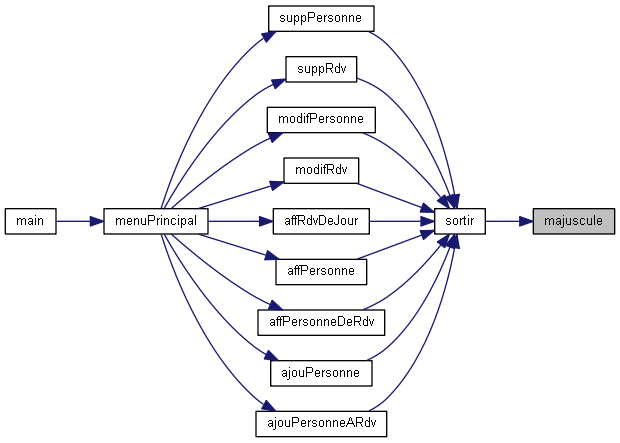 suppPersonne
suppRdv
modifPersonne
modifRdv
main
menuPrincipal
affRdvDeJour
sortir
majuscule
affPersonne
affPersonneDeRdv
ajouPersonne
ajouPersonneARdv